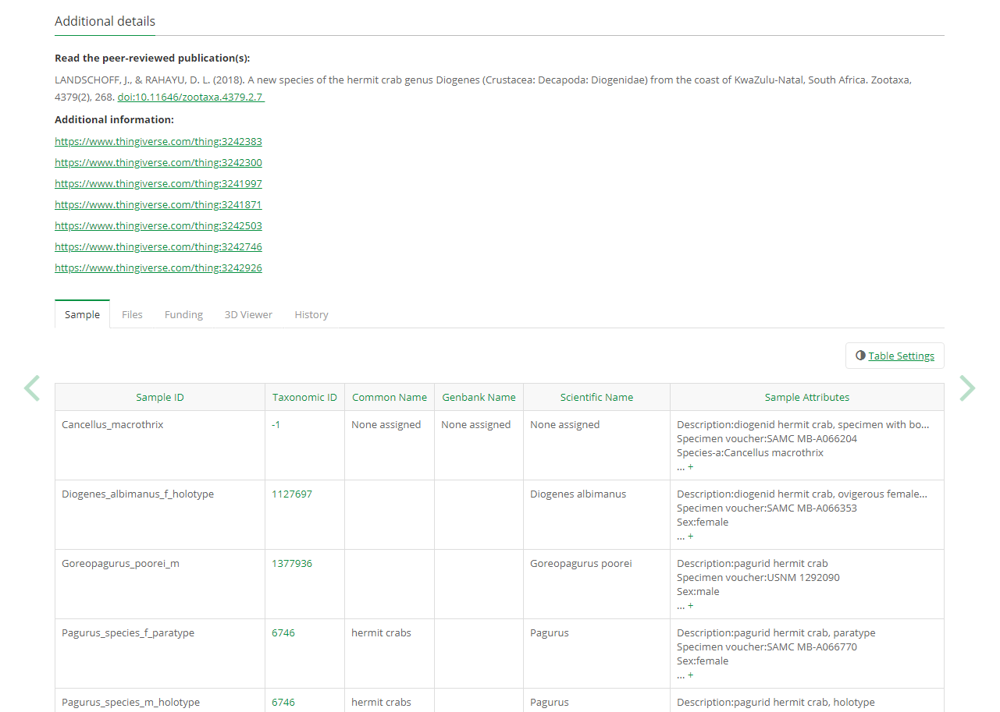 Additional details
Read the peer-reviewed publication(s):
LANDSCHOFF, J., & RAHAYU, D. L. (2018). A new species of the hermit crab genus Diogenes (Crustacea: Decapoda: Diogenidae) from the coast of KwaZulu-Natal, South Africa. Zootaxa,
4379(2), 268. doi:10.11646/zootaxa.4379.2.7
Additional information:
https://www.thingiverse.com/thing:3242383
https://www.thingiverse.com/thing:3242300
https://www.thingiverse.com/thing:3241997
https://www.thingiverse.com/thing:3241871
https://www.thingiverse.com/thing:3242503
https://www.thingiverse.com/thing:3242746
https://www.thingiverse.com/thing:3242926
Sample Files Funding 3D Viewer History
Table Settings
Sample ID Taxonomic ID Common Name Genbank Name Scientific Name Sample Attributes
Cancellus_macrothrix -1 None assigned None assigned None assigned Description:diogenid hermit crab, specimen with bo...
Specimen voucher:SAMC MB-A066204
Species-a:Cancellus macrothrix
... +
Diogenes_albimanus_f_holotype 1127697 Diogenes albimanus Description:diogenid hermit crab, ovigerous female...
Specimen voucher:SAMC MB-A066353
Sex:female
... +
Goreopagurus_poorei_m 1377936 Goreopagurus poorei Description:pagurid hermit crab
Specimen voucher:USNM 1292090
Sex:male
... +
Pagurus_species_f_paratype 6746 hermit crabs Pagurus Description:pagurid hermit crab, paratype
Specimen voucher:SAMC MB-A066770
Sex:female
... +
Pagurus_species_m_holotype 6746 hermit crabs Pagurus Description:pagurid hermit crab, holotype